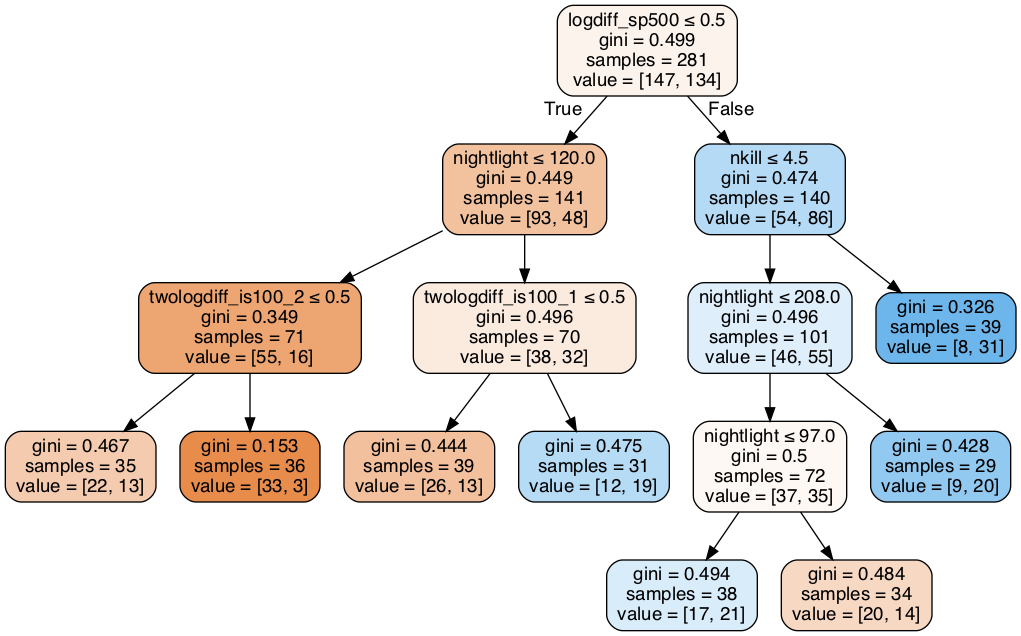 logdiff_sp500 ≤ 0.5
gini = 0.499
samples = 281
value = [147, 134]
True
False
nightlight ≤ 120.0
gini = 0.449
samples = 141
value = [93, 48]
nkill ≤ 4.5
gini = 0.474
samples = 140
value = [54, 86]
twologdiff_is100_2 ≤ 0.5
gini = 0.349
samples = 71
value = [55, 16]
twologdiff_is100_1 ≤ 0.5
gini = 0.496
samples = 70
value = [38, 32]
nightlight ≤ 208.0
gini = 0.496
samples = 101
value = [46, 55]
gini = 0.326
samples = 39
value = [8, 31]
gini = 0.467
samples = 35
value = [22, 13]
gini = 0.153
samples = 36
value = [33, 3]
gini = 0.444
samples = 39
value = [26, 13]
gini = 0.475
samples = 31
value = [12, 19]
nightlight ≤ 97.0
gini = 0.5
samples = 72
value = [37, 35]
gini = 0.428
samples = 29
value = [9, 20]
gini = 0.494
samples = 38
value = [17, 21]
gini = 0.484
samples = 34
value = [20, 14]